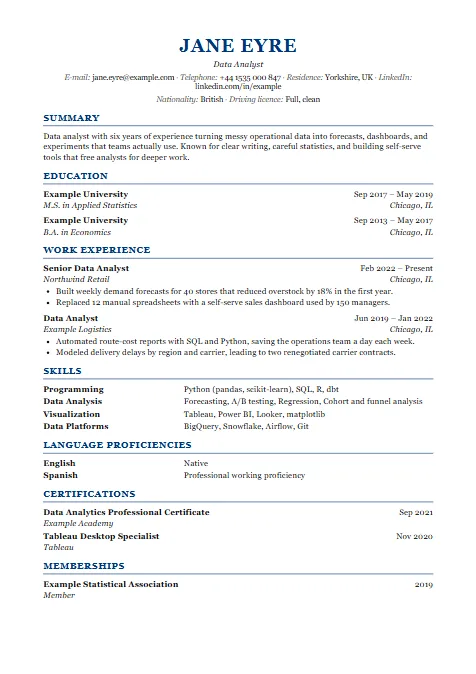 JANE EYRE
Data Analyst
E-mail: jane.eyre@example.com · Telephone: +44 1535 000 847 · Residence: Yorkshire, UK · LinkedIn:
linkedin.com/in/example
Nationality: British · Driving licence: Full, clean
SUMMARY
Data analyst with six years of experience turning messy operational data into forecasts, dashboards, and
experiments that teams actually use. Known for clear writing, careful statistics, and building self-serve
tools that free analysts for deeper work.
EDUCATION
Example University Sep 2017 – May 2019
M.S. in Applied Statistics Chicago, IL
Example University Sep 2013 – May 2017
B.A. in Economics Chicago, IL
WORK EXPERIENCE
Senior Data Analyst Feb 2022 – Present
Northwind Retail Chicago, IL
• Built weekly demand forecasts for 40 stores that reduced overstock by 18% in the first year.
• Replaced 12 manual spreadsheets with a self-serve sales dashboard used by 150 managers.
Data Analyst Jun 2019 – Jan 2022
Example Logistics Chicago, IL
• Automated route-cost reports with SQL and Python, saving the operations team a day each week.
• Modeled delivery delays by region and carrier, leading to two renegotiated carrier contracts.
SKILLS
Programming Python (pandas, scikit-learn), SQL, R, dbt
Data Analysis Forecasting, A/B testing, Regression, Cohort and funnel analysis
Visualization Tableau, Power BI, Looker, matplotlib
Data Platforms BigQuery, Snowflake, Airflow, Git
LANGUAGE PROFICIENCIES
English Native
Spanish Professional working proficiency
CERTIFICATIONS
Data Analytics Professional Certificate Sep 2021
Example Academy
Tableau Desktop Specialist Nov 2020
Tableau
MEMBERSHIPS
Example Statistical Association 2019
Member